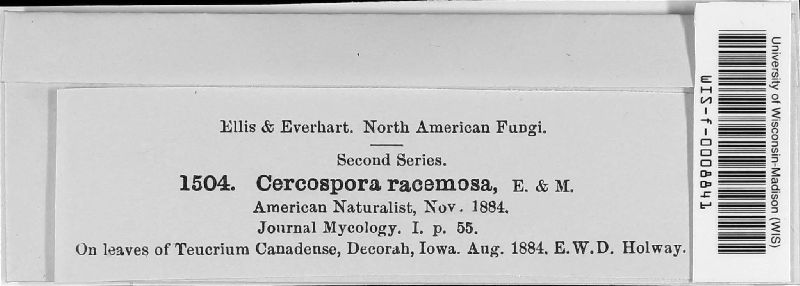 Ellis & Everhart. North American Fungi.
Second Series.
1504. Cercospora racemosa, E. & M.
American Naturalist, Nov. 1884.
Journal Mycology. I. p. 55.
On leaves of Teucrium Canadense, Decorah, Iowa. Aug. 1884. E.W.D. Holway.
University of Wisconsin-Madison (WIS)
WIS-f-0008841